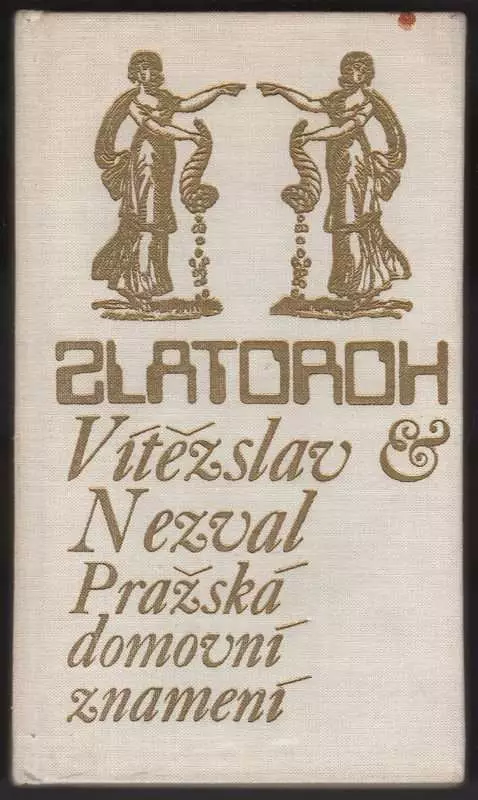 ZLATOROH
Vítězslav &
Nezval
Pražská
domovní
znamení